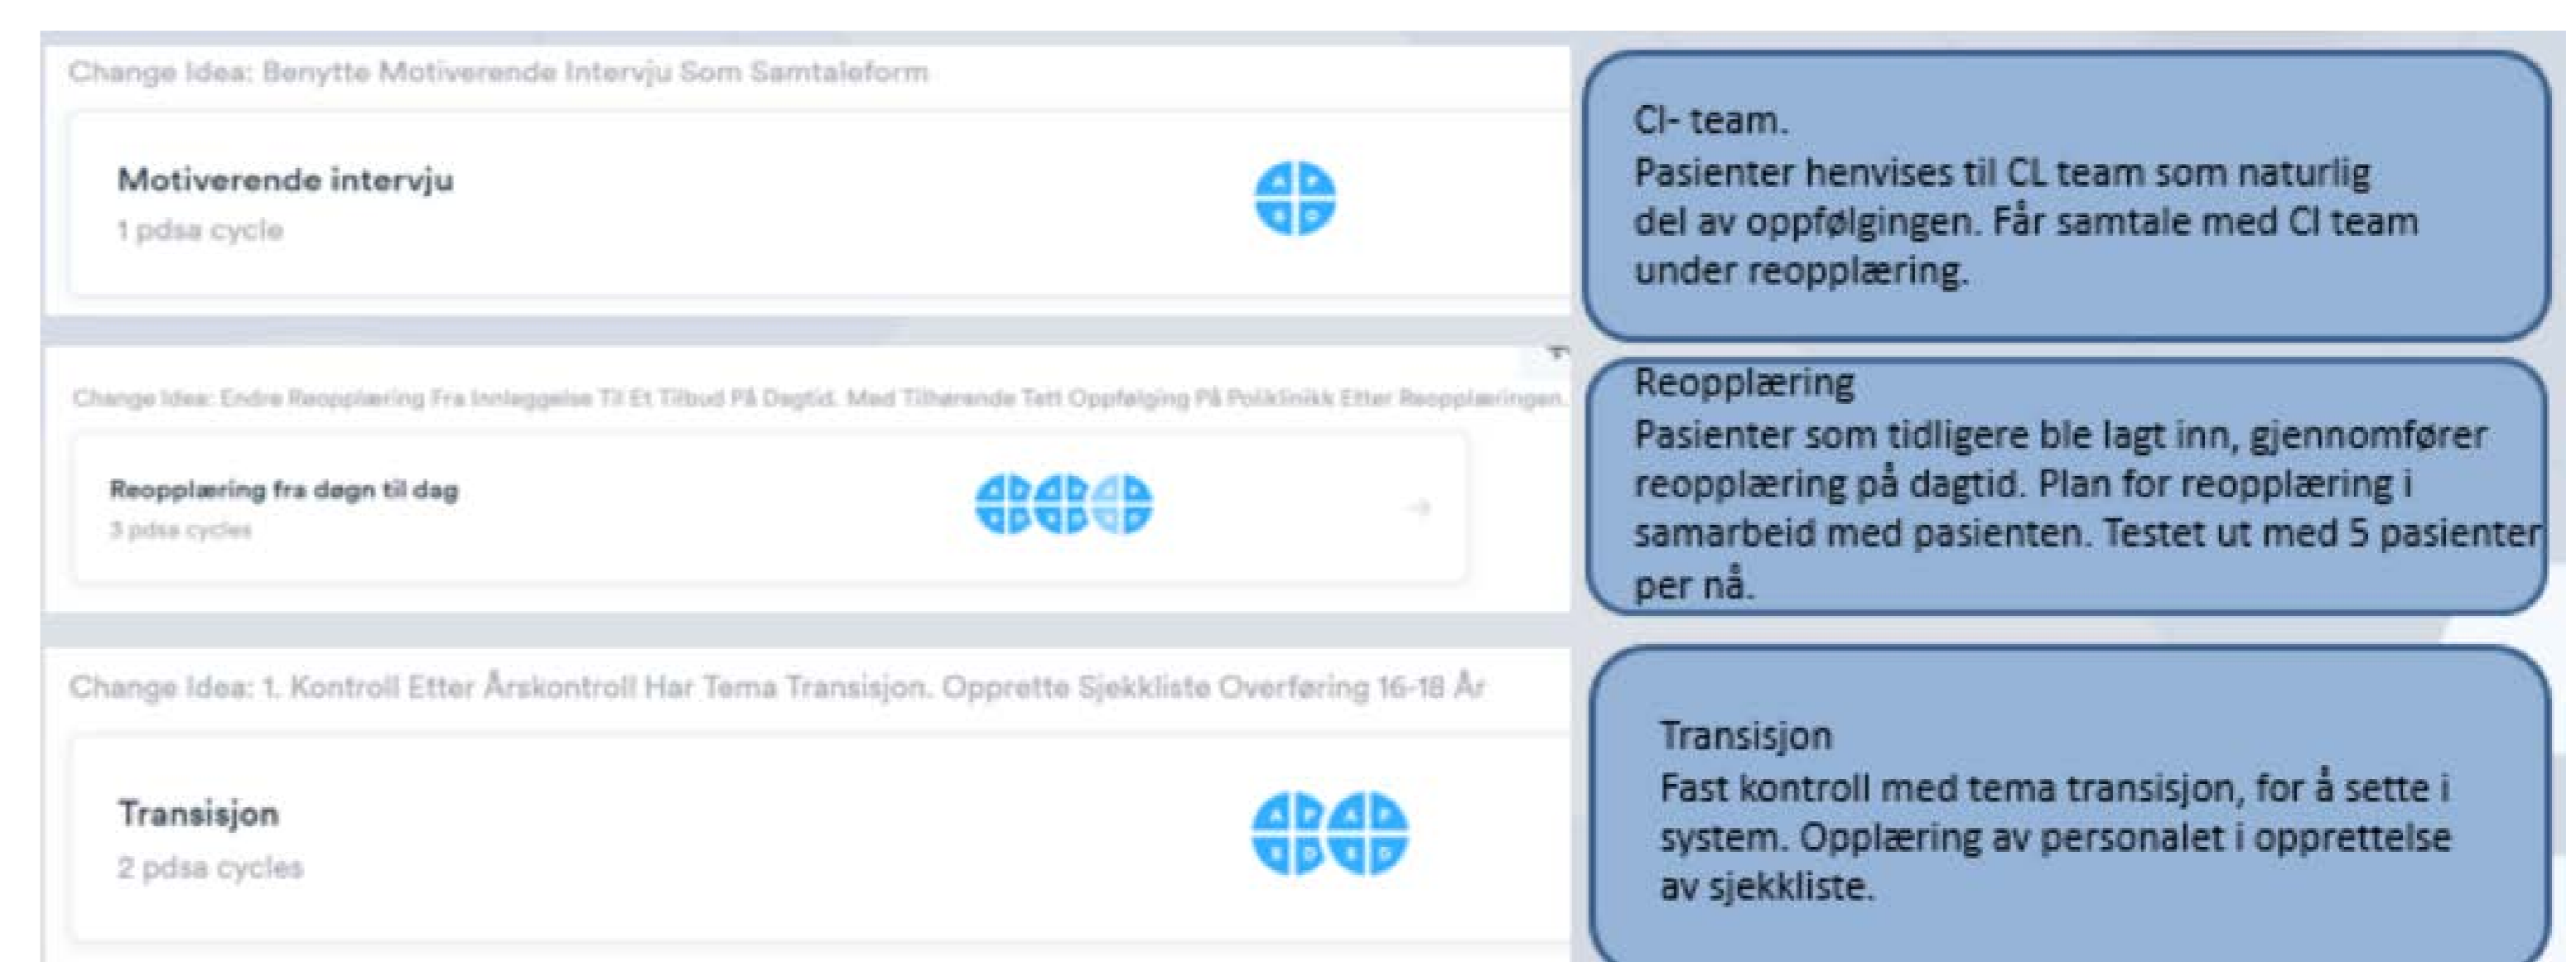 Change Idea: Benytte Motiverende Intervju Som Samtaleform
Motiverende intervju
1 pdsa cycle
A P
S D
CI- team.
Pasienter henvises til CL team som naturlig
del av oppfølgingen. Får samtale med CI team
under reopplæring.
Change Idea: Endre Reopplæring Fra Innleggelse Til Et Tilbud På Dagtid. Med Tilhørende Tett Oppfølging På Poliklinikk Etter Reopplæringen.
Reopplæring fra døgn til dag
3 pdsa cycles
A P A P A P
S D S D S D
Reopplæring
Pasienter som tidligere ble lagt inn, gjennomfører
reopplæring på dagtid. Plan for reopplæring i
samarbeid med pasienten. Testet ut med 5 pasienter
per nå.
Change Idea: 1. Kontroll Etter Årskontroll Har Tema Transisjon. Opprette Sjekkliste Overføring 16-18 År
Transisjon
2 pdsa cycles
A P A P
S D S D
Transisjon
Fast kontroll med tema transisjon, for å sette i
system. Opplæring av personalet i opprettelse
av sjekkliste.